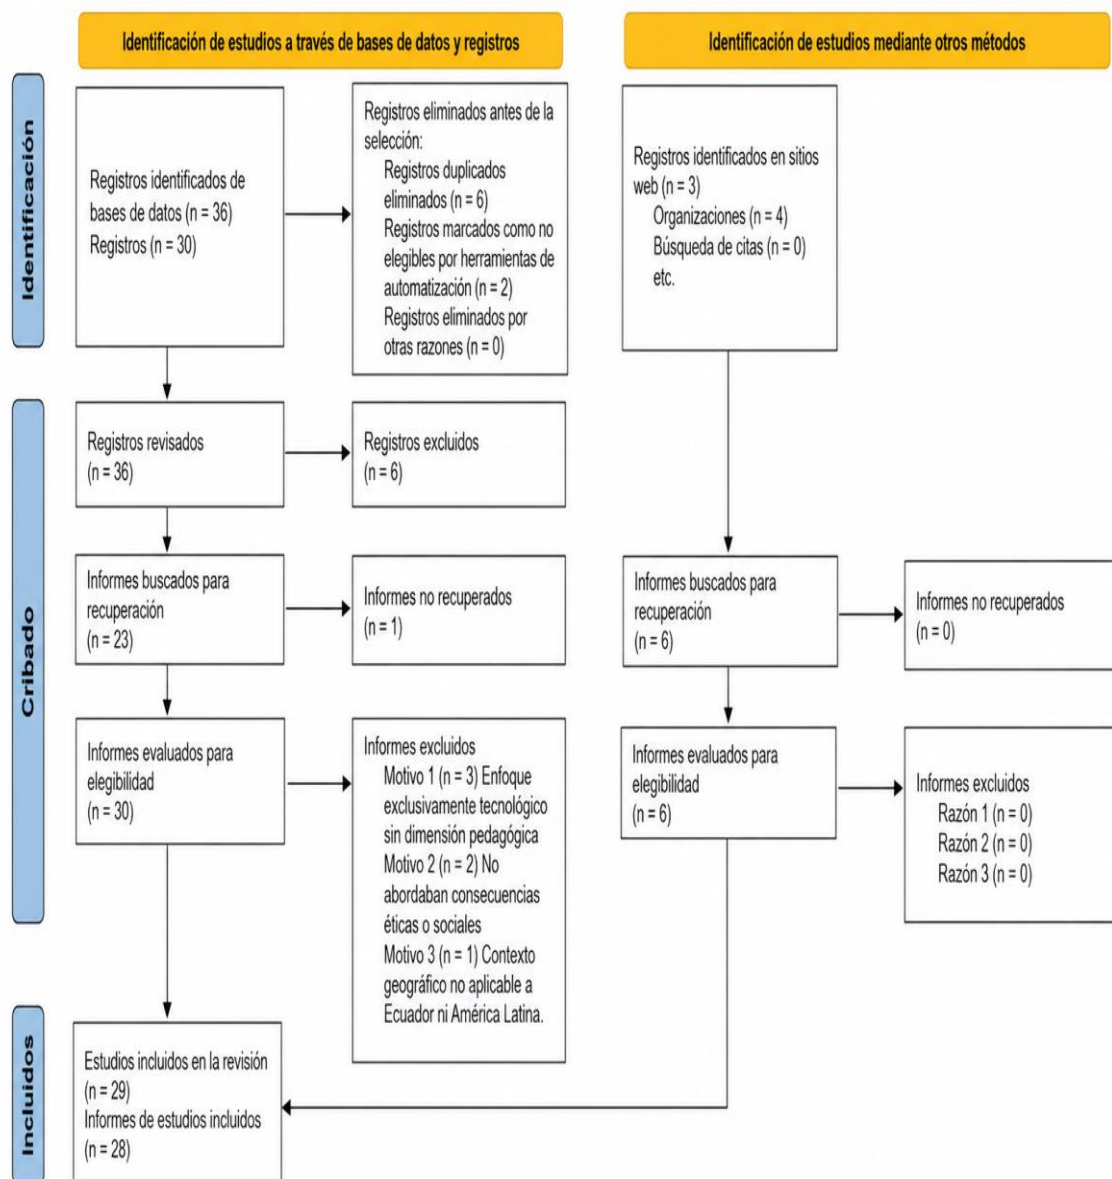 Identificación de estudios a través de bases de datos y registros
Identificación de estudios mediante otros métodos
Identificación
Registros identificados de
bases de datos (n = 36)
Registros (n = 30)
Registros eliminados antes de la
selección:
Registros duplicados
eliminados (n = 6)
Registros marcados como no
elegibles por herramientas de
automatización (n = 2)
Registros eliminados por
otras razones (n = 0)
Registros identificados en sitios
web (n = 3)
Organizaciones (n = 4)
Búsqueda de citas (n = 0)
etc.
Cribado
Registros revisados
(n = 36)
Registros excluidos
(n = 6)
Informes buscados para
recuperación
(n = 23)
Informes no recuperados
(n = 1)
Informes buscados para
recuperación
(n = 6)
Informes no recuperados
(n = 0)
Informes evaluados para
elegibilidad
(n = 30)
Informes excluidos
Motivo 1 (n = 3) Enfoque
exclusivamente tecnológico
sin dimensión pedagógica
Motivo 2 (n = 2) No
abordaban consecuencias
éticas o sociales
Motivo 3 (n = 1) Contexto
geográfico no aplicable a
Ecuador ni América Latina.
Informes evaluados para
elegibilidad
(n = 6)
Informes excluidos
Razón 1 (n = 0)
Razón 2 (n = 0)
Razón 3 (n = 0)
Incluidos
Estudios incluidos en la revisión
(n = 29)
Informes de estudios incluidos
(n = 28)